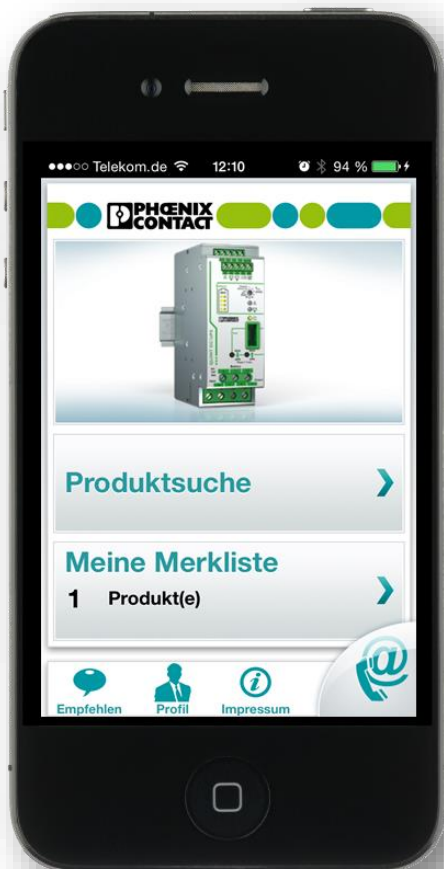 Telekom.de 12:10 94 %
PHŒNIX
CONTACT
Produktsuche
Meine Merkliste
1 Produkt(e)
Empfehlen Profil Impressum